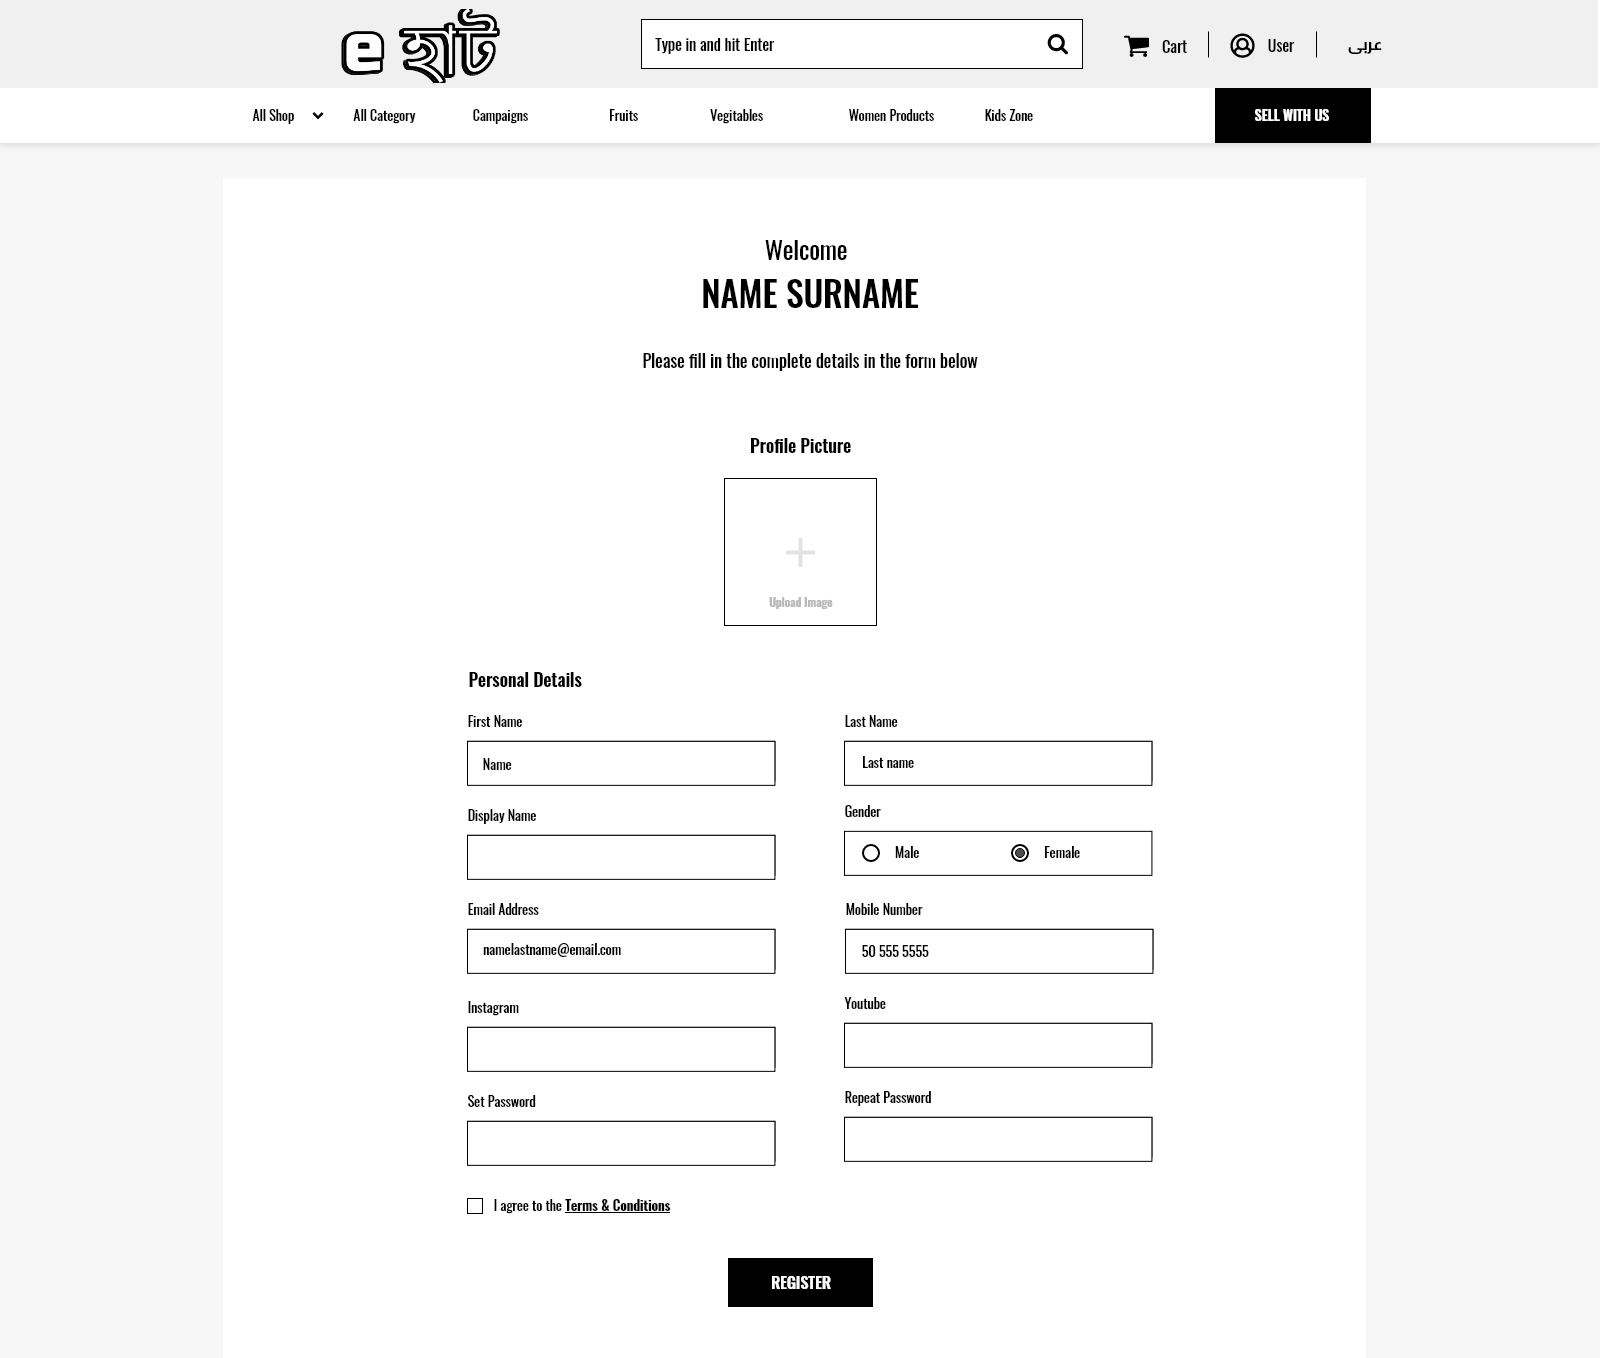 e হাট
Type in and hit Enter
Cart
User
عربى
All Shop
All Category
Campaigns
Fruits
Vegitables
Women Products
Kids Zone
SELL WITH US
Welcome
NAME SURNAME
Please fill in the complete details in the form below
Profile Picture
Upload Image
Personal Details
First Name
Last Name
Name
Last name
Display Name
Gender
Male
Female
Email Address
Mobile Number
namelastname@email.com
50 555 5555
Instagram
Youtube
Set Password
Repeat Password
I agree to the Terms & Conditions
REGISTER